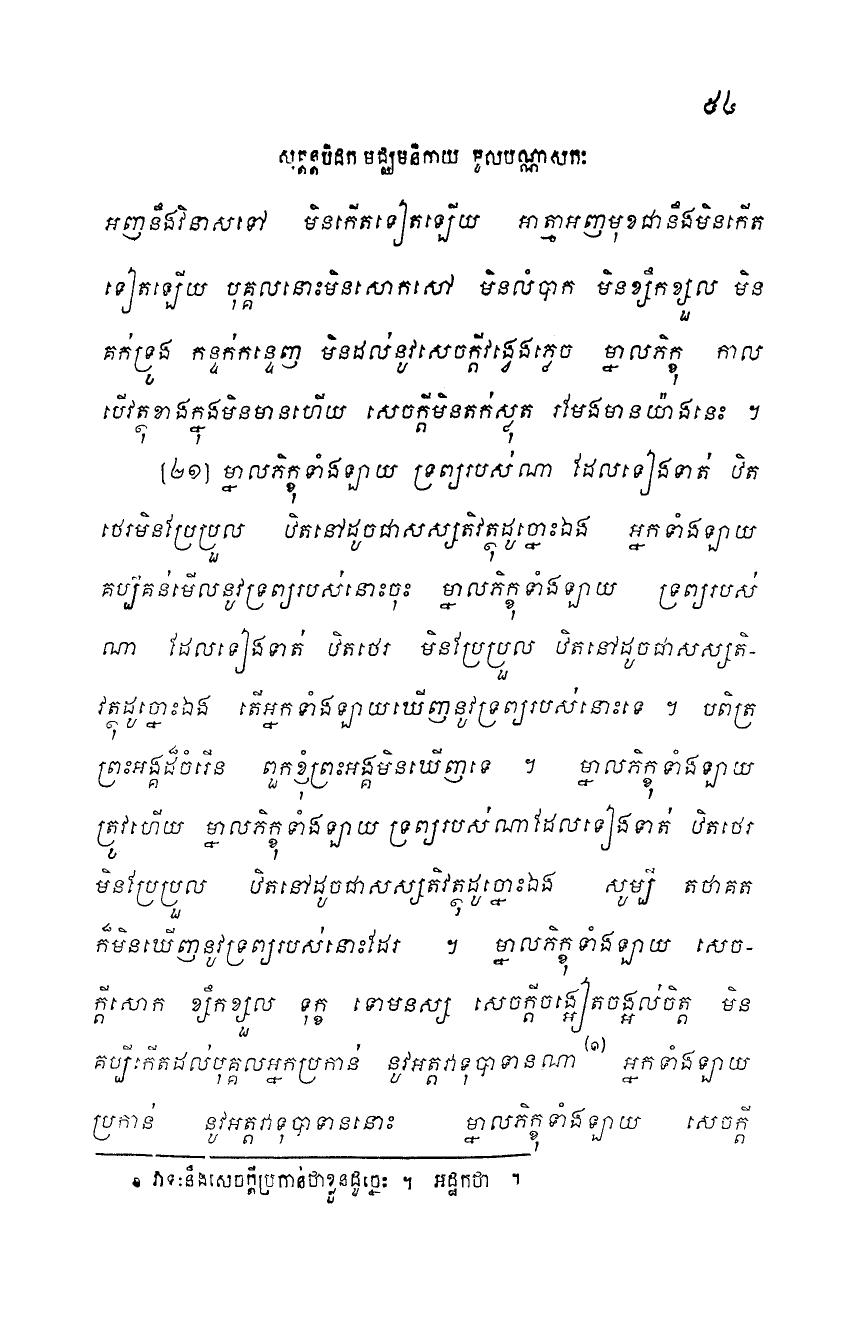 ៩៤
សុត្តន្តបិដក មជ្ឈិមនិកាយ មូលបណ្ណាសកៈ
អញនឹងវិនាសទៅ មិនកើតទៀតឡើយ អាត្មាអញមុខជានឹងមិនកើត
ទៀតឡើយ បុគ្គលនោះមិនសោកសៅ មិនលំបាក មិនខ្សឹកខ្សួល មិន
គក់ទ្រូង កន្ទក់កន្ទេញ មិនដល់នូវសេចក្តីវង្វេងភ្លេច ម្នាលភិក្ខុ កាល
បើវត្ថុខាងក្នុងមិនមានហើយ សេចក្តីមិនតក់ស្លុត រមែងមានយ៉ាងនេះ ។
[២១] ម្នាលភិក្ខុទាំងឡាយ ទ្រព្យរបស់ណា ដែលទៀងទាត់ ឋិត
ថេរមិនប្រែប្រួល ឋិតនៅដូចជាសស្សតិវត្ថុដូច្នោះឯង អ្នកទាំងឡាយ
គប្បីគន់មើលនូវទ្រព្យរបស់នោះចុះ ម្នាលភិក្ខុទាំងឡាយ ទ្រព្យរបស់
ណា ដែលទៀងទាត់ ឋិតថេរ មិនប្រែប្រួល ឋិតនៅដូចជាសស្សតិ-
វត្ថុដូច្នោះឯង តើអ្នកទាំងឡាយឃើញនូវទ្រព្យរបស់នោះទេ ។ បពិត្រ
ព្រះអង្គដ៏ចំរើន ពួកខ្ញុំព្រះអង្គមិនឃើញទេ ។ ម្នាលភិក្ខុទាំងឡាយ
ត្រូវហើយ ម្នាលភិក្ខុទាំងឡាយ ទ្រព្យរបស់ណាដែលទៀងទាត់ ឋិតថេរ
មិនប្រែប្រួល ឋិតនៅដូចជាសស្សតិវត្ថុដូច្នោះឯង សូម្បី តថាគត
ក៏មិនឃើញនូវទ្រព្យរបស់នោះដែរ ។ ម្នាលភិក្ខុទាំងឡាយ សេច-
ក្តីសោក ខ្សឹកខ្សួល ទុក្ខ ទោមនស្ស សេចក្តីចង្អៀតចង្អល់ចិត្ត មិន
គប្បីកើតដល់បុគ្គលអ្នកប្រកាន់ នូវអត្តវាទុបាទានណា (១) អ្នកទាំងឡាយ
ប្រកាន់ នូវអត្តវាទុបាទាននោះ ម្នាលភិក្ខុទាំងឡាយ សេចក្តី
១ វាទៈនឹងសេចក្តីប្រកាន់ថាខ្លួនដូច្នេះ ។ អដ្ឋកថា ។